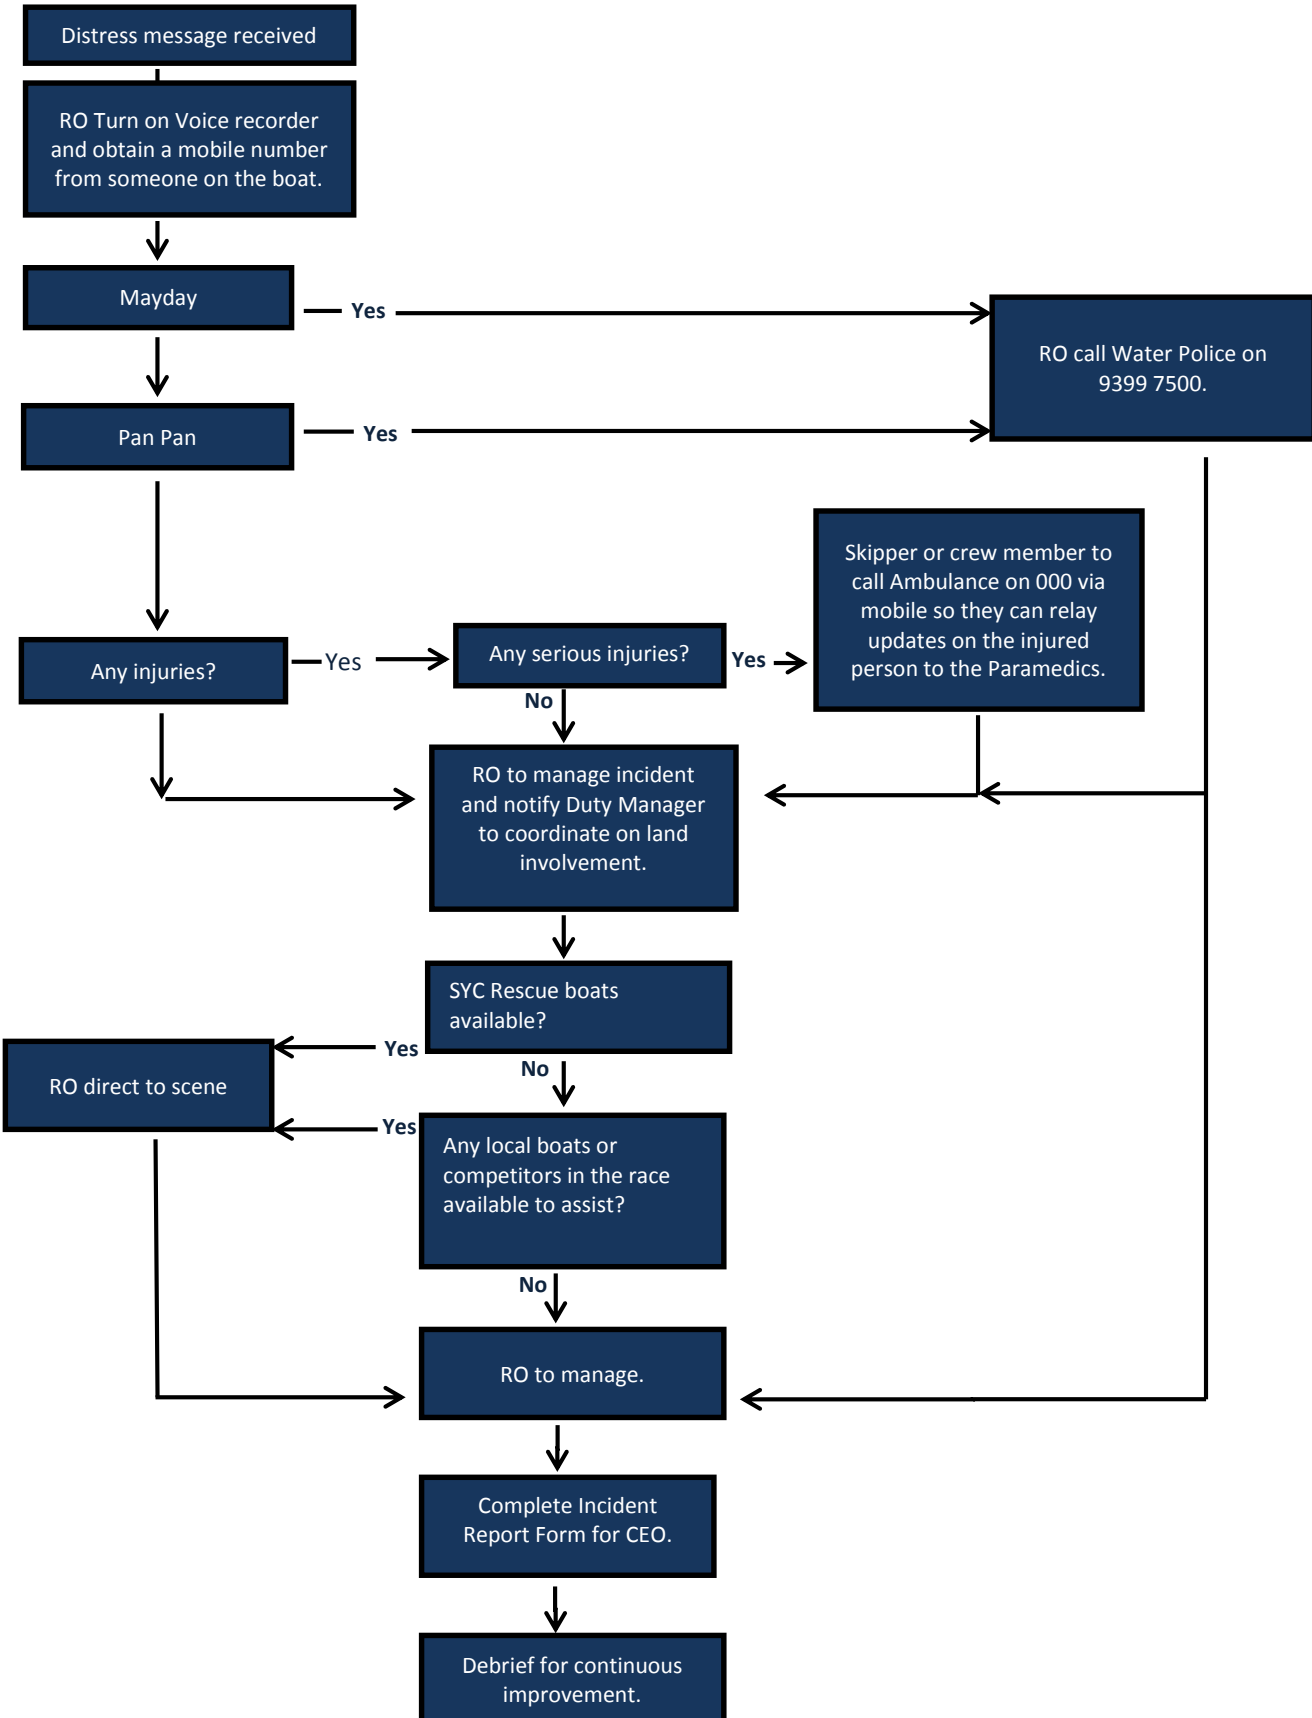 Distress message received
RO Turn on Voice recorder
and obtain a mobile number
from someone on the boat.
Mayday
Yes
RO call Water Police on
9399 7500.
Pan Pan
Yes
Skipper or crew member to
call Ambulance on 000 via
mobile so they can relay
updates on the injured
person to the Paramedics.
Any injuries?
Yes
Any serious injuries?
Yes
No
RO to manage incident
and notify Duty Manager
to coordinate on land
involvement.
SYC Rescue boats
available?
Yes
No
RO direct to scene
Yes
Any local boats or
competitors in the race
available to assist?
No
RO to manage.
Complete Incident
Report Form for CEO.
Debrief for continuous
improvement.